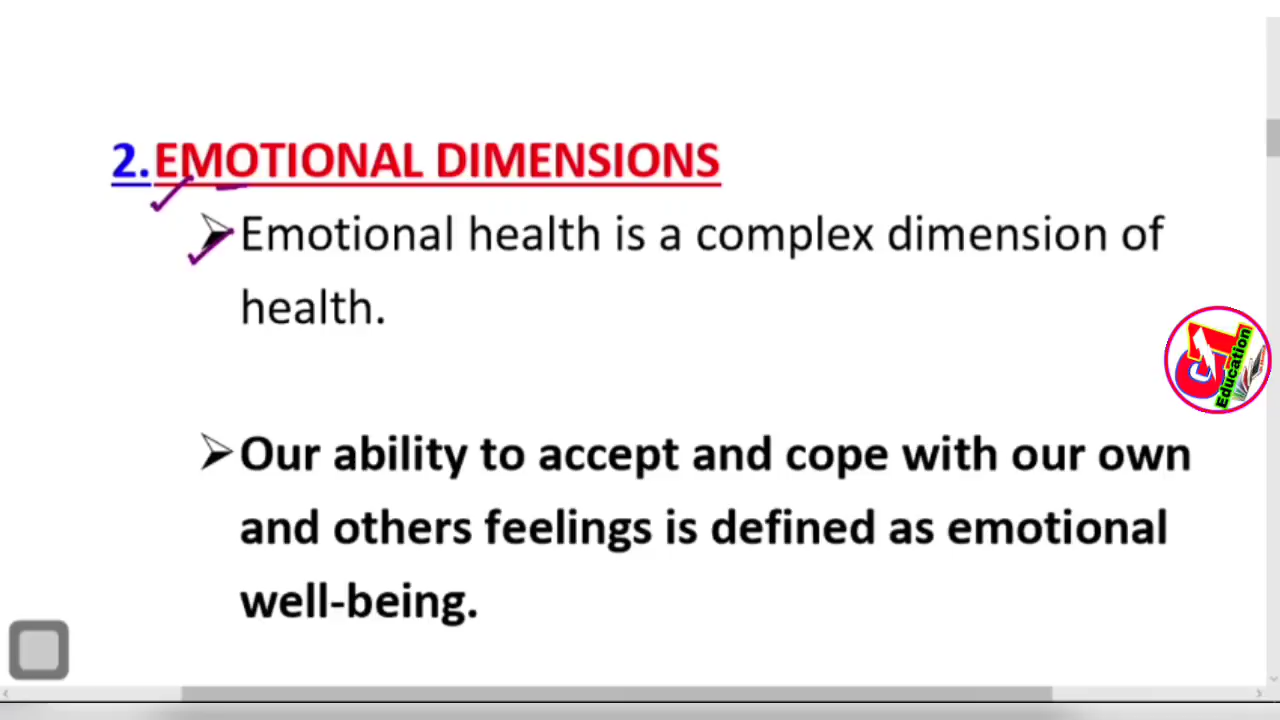 2. EMOTIONAL DIMENSIONS
Emotional health is a complex dimension of
health.
Our ability to accept and cope with our own
and others feelings is defined as emotional
well-being.
Education